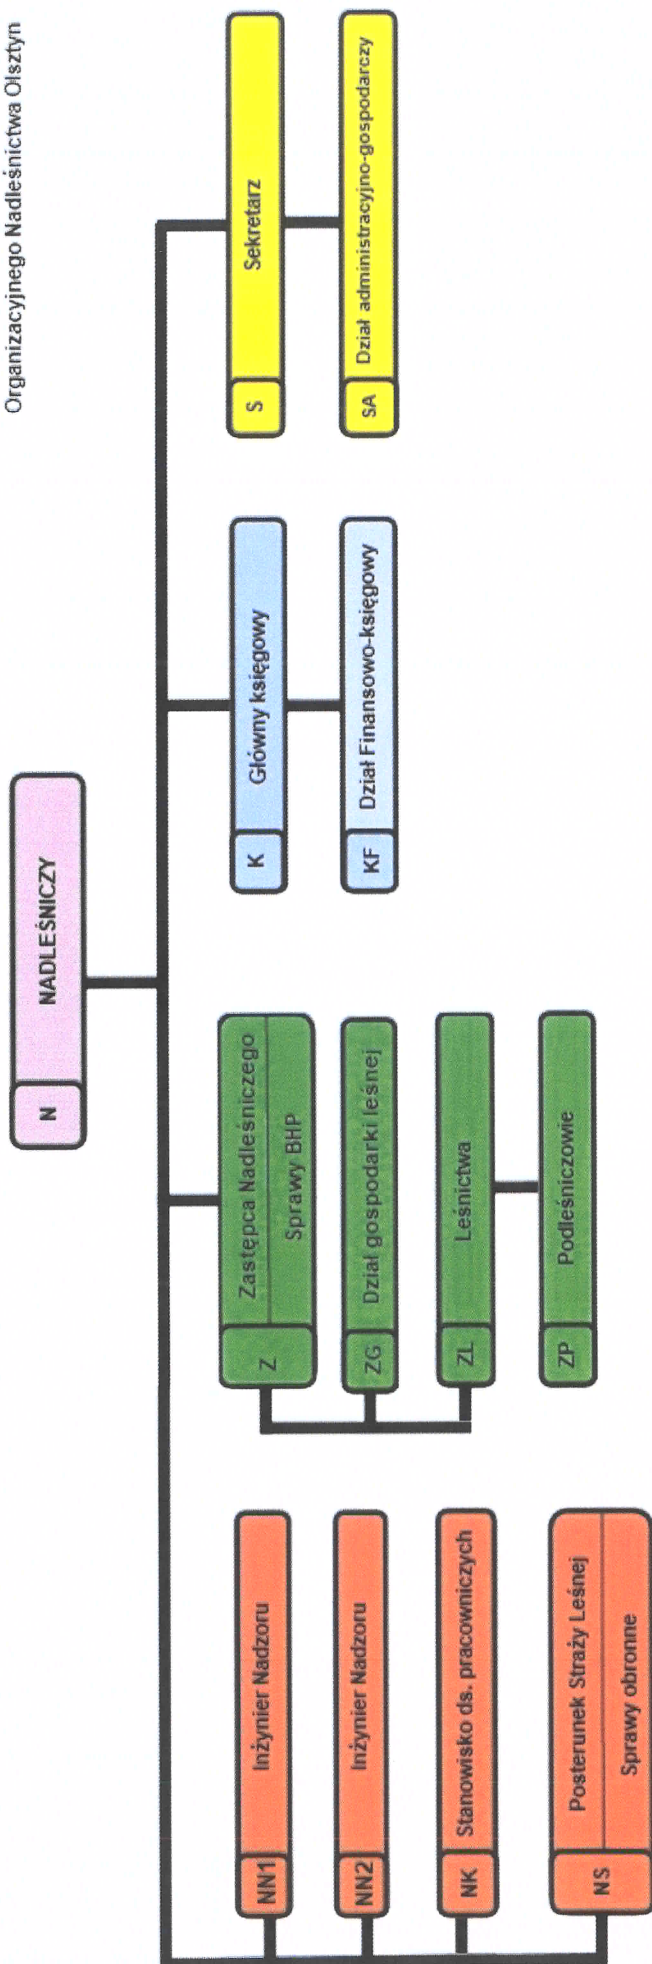 Organizacyjnego Nadleśnictwa Olsztyn
N NADLEŚNICZY
NN1 Inżynier Nadzoru
NN2 Inżynier Nadzoru
NK Stanowisko ds. pracowniczych
NS Posterunek Straży Leśnej
Sprawy obronne
Z Zastępca Nadleśniczego
Sprawy BHP
ZG Dział gospodarki leśnej
ZL Leśnictwa
ZP Podleśniczowie
K Główny księgowy
KF Dział Finansowo-księgowy
S Sekretarz
SA Dział administracyjno-gospodarczy